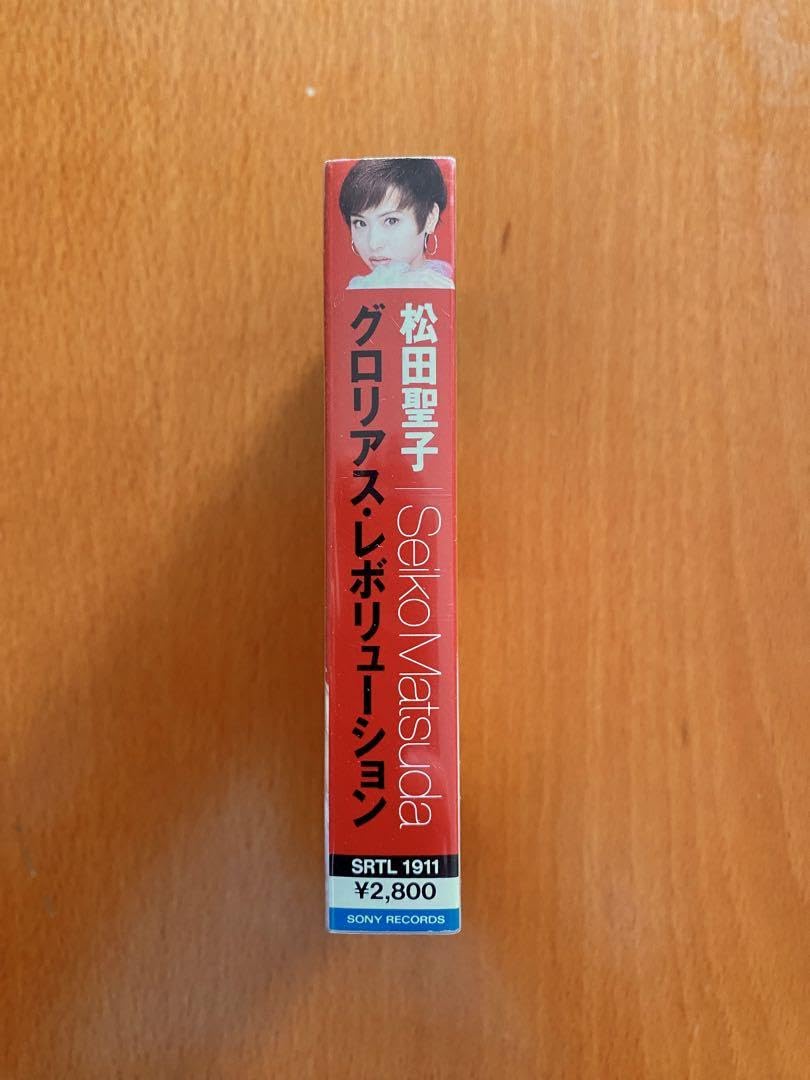 松田聖子 | Seiko Matsuda
グロリアス・レボリューション
SRTL 1911
¥2,800
SONY RECORDS